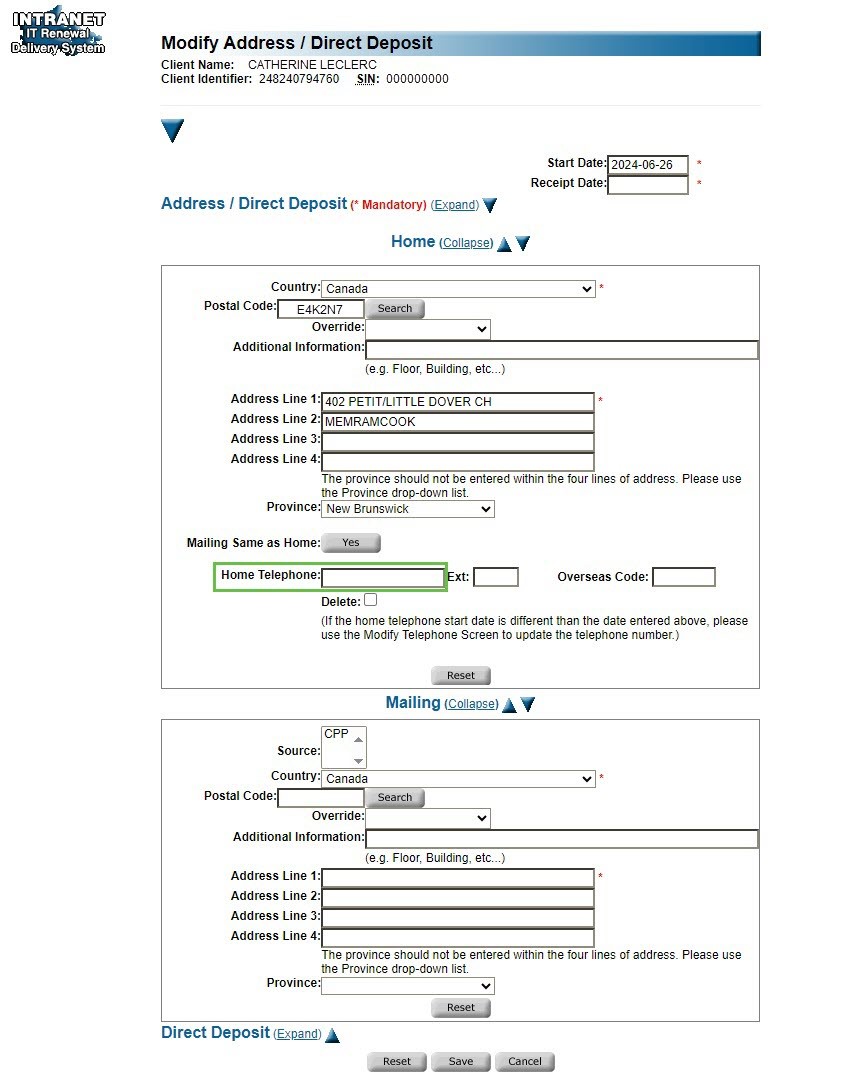 INTRANET
IT Renewal
Delivery System
Modify Address / Direct Deposit
Client Name: CATHERINE LECLERC
Client Identifier: 248240794760 SIN: 000000000
Start Date: 2024-06-26 *
Receipt Date: *
Address / Direct Deposit (* Mandatory) (Expand)
Home (Collapse)
Country: Canada *
Postal Code: E4K2N7 Search
Override:
Additional Information:
(e.g. Floor, Building, etc...)
Address Line 1: 402 PETIT/LITTLE DOVER CH *
Address Line 2: MEMRAMCOOK
Address Line 3:
Address Line 4:
The province should not be entered within the four lines of address. Please use
the Province drop-down list.
Province: New Brunswick
Mailing Same as Home: Yes
Home Telephone: Ext: Overseas Code:
Delete:
(If the home telephone start date is different than the date entered above, please
use the Modify Telephone Screen to update the telephone number.)
Reset
Mailing (Collapse)
Source: CPP
Country: Canada *
Postal Code: Search
Override:
Additional Information:
(e.g. Floor, Building, etc...)
Address Line 1: *
Address Line 2:
Address Line 3:
Address Line 4:
The province should not be entered within the four lines of address. Please use
the Province drop-down list.
Province:
Reset
Direct Deposit (Expand)
Reset Save Cancel